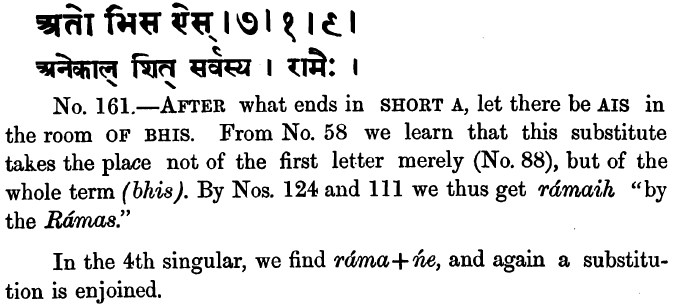 अतो भिस ऐस् । ७ । १ । ९ ।
अनेकाल् शित् सर्वस्य । रामैः ।
No. 161.—AFTER what ends in SHORT A, let there be AIS in
the room OF BHIS. From No. 58 we learn that this substitute
takes the place not of the first letter merely (No. 88), but of the
whole term (bhis). By Nos. 124 and 111 we thus get rámaih “by
the Rámas.”
In the 4th singular, we find ráma+ńe, and again a substitu-
tion is enjoined.